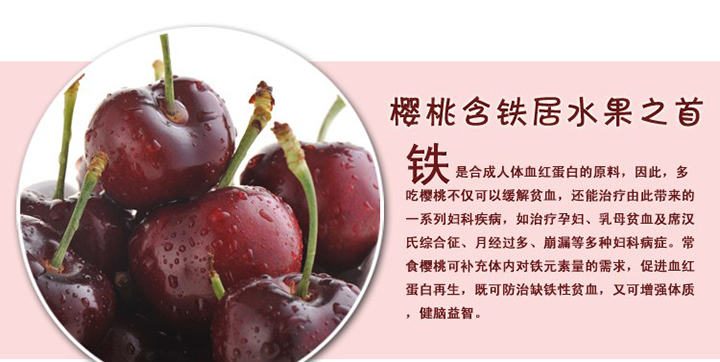 樱桃含铁居水果之首
铁 是合成人体血红蛋白的原料，因此，多
吃樱桃不仅可以缓解贫血，还能治疗由此带来的
一系列妇科疾病，如治疗孕妇、乳母贫血及席汉
氏综合征、月经过多、崩漏等多种妇科病症。常
食樱桃可补充体内对铁元素量的需求，促进血红
蛋白再生，既可防治缺铁性贫血，又可增强体质
，健脑益智。